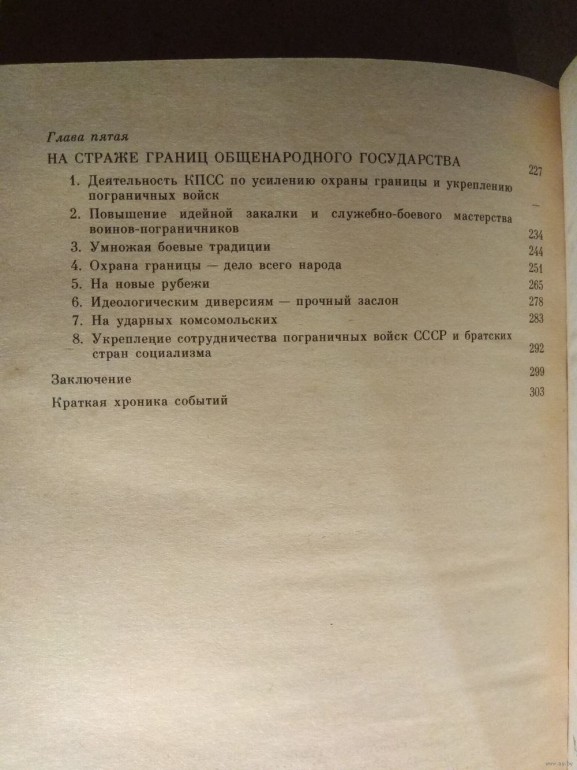 Глава пятая
НА СТРАЖЕ ГРАНИЦ ОБЩЕНАРОДНОГО ГОСУДАРСТВА 227
1. Деятельность КПСС по усилению охраны границы и укреплению
пограничных войск —
2. Повышение идейной закалки и служебно-боевого мастерства
воинов-пограничников 234
3. Умножая боевые традиции 244
4. Охрана границы — дело всего народа 251
5. На новые рубежи 265
6. Идеологическим диверсиям — прочный заслон 278
7. На ударных комсомольских 283
8. Укрепление сотрудничества пограничных войск СССР и братских
стран социализма 292
Заключение 299
Краткая хроника событий 303